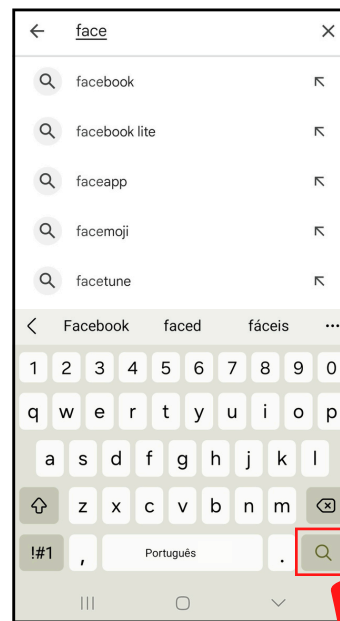 face
facebook
facebook lite
faceapp
facemoji
facetune
Facebook faced fáceis ...
1 2 3 4 5 6 7 8 9 0
q w e r t y u i o p
a s d f g h j k l
z x c v b n m
!#1 , Português .